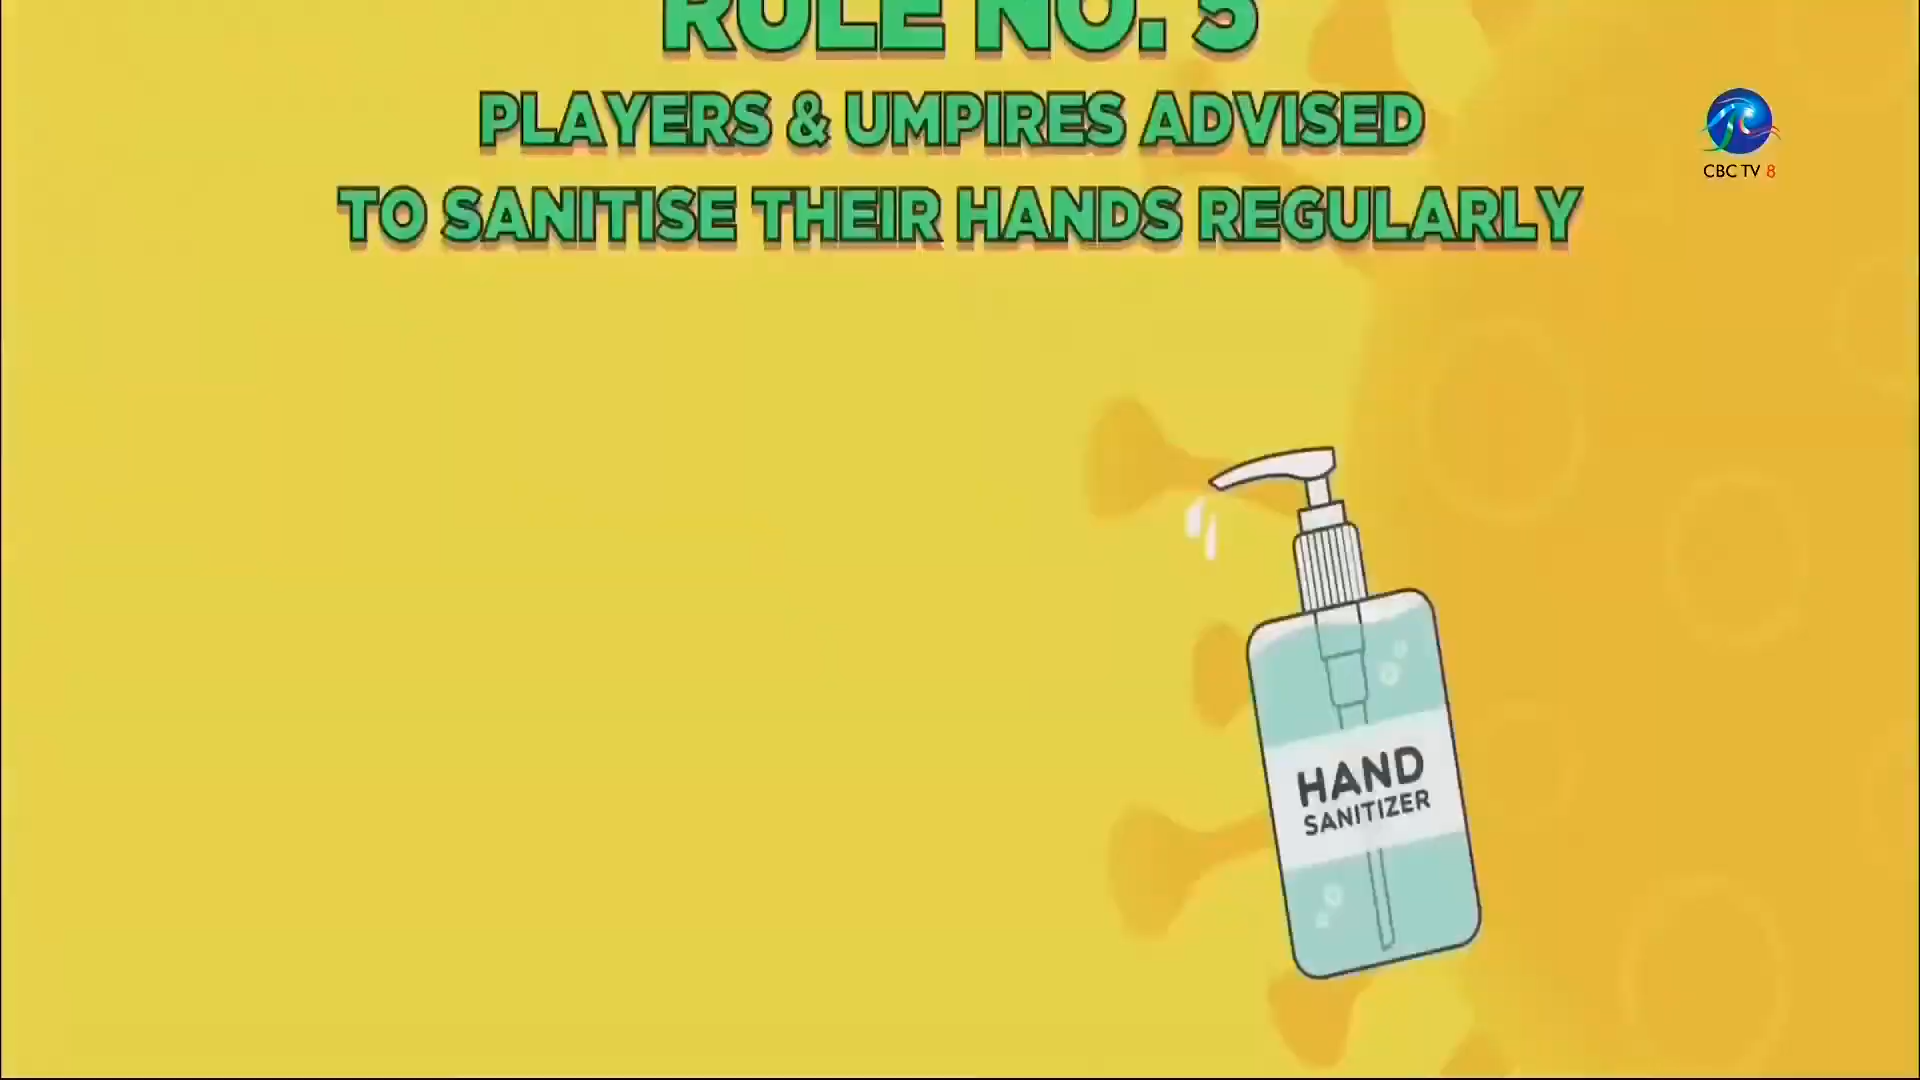 RULE NO. 5
PLAYERS & UMPIRES ADVISED
TO SANITISE THEIR HANDS REGULARLY
CBC TV 8
HAND
SANITIZER